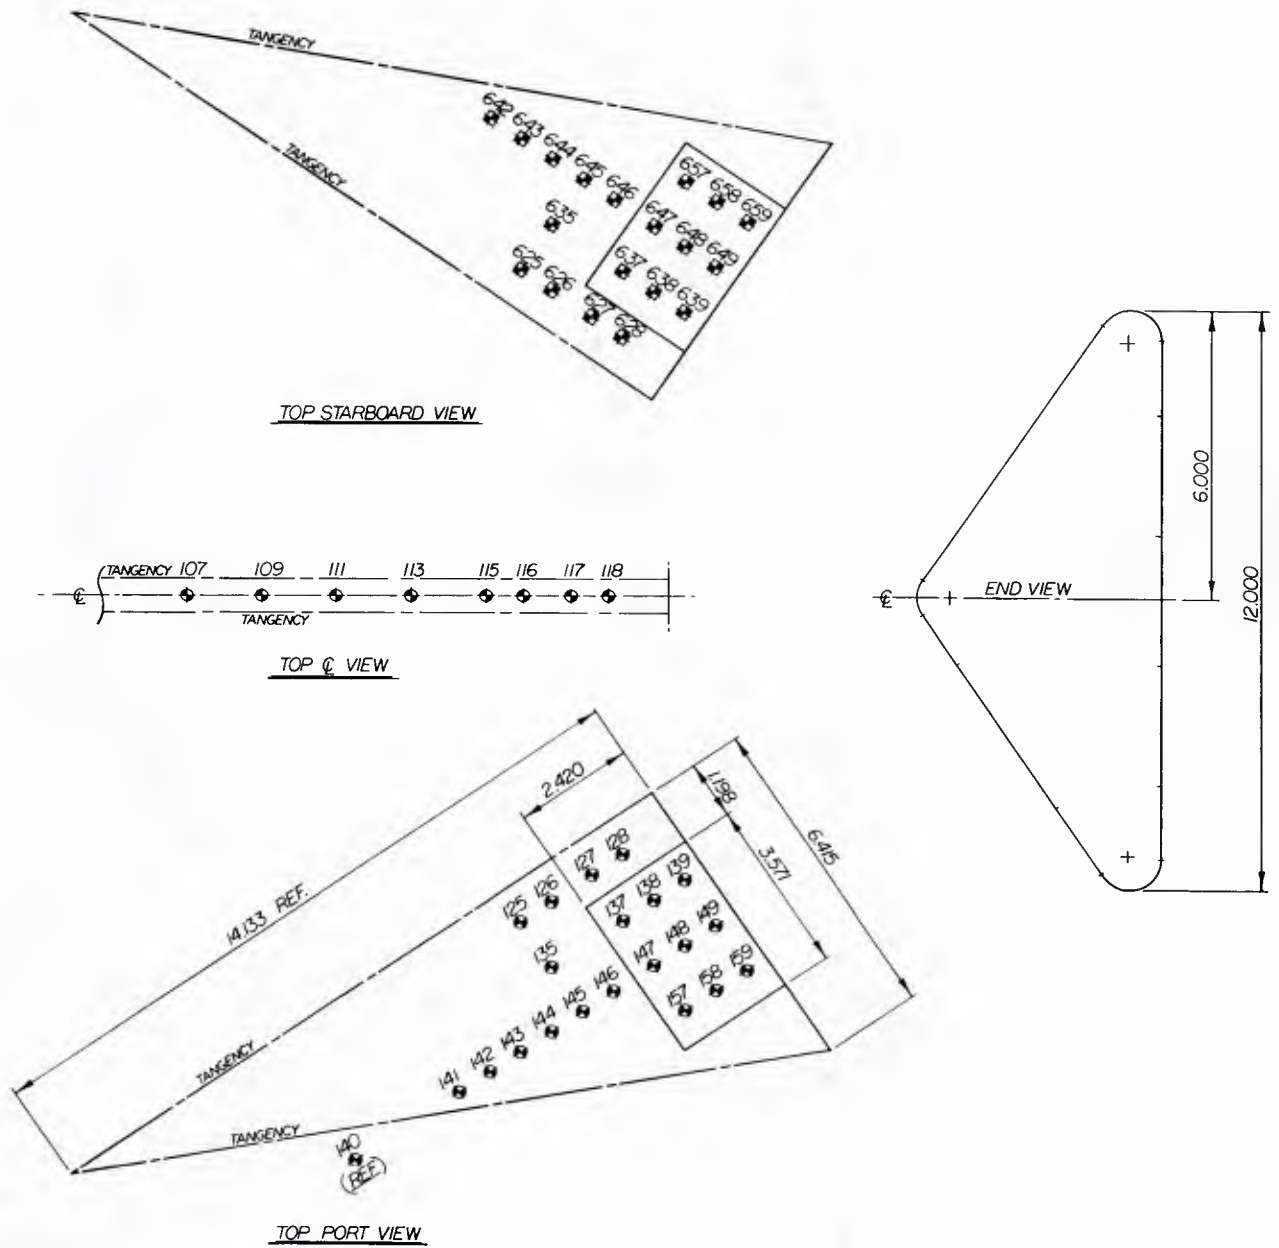 TANGENCY
642
643
644
645
646
TANGENCY
657
658
659
635
647
648
649
625
626
637
638
639
627
628
TOP STARBOARD VIEW
6.000
12.000
TANGENCY 107 109 111 113 115 116 117 118
℄
TANGENCY
℄ END VIEW
TOP ℄ VIEW
2.420
1.198
6.415
3.571
14.133 REF.
127 128
125 126
137 138 139
135
147 148 149
146
145
144
143
142
141
157 158 159
TANGENCY
TANGENCY
140
(REF)
TOP PORT VIEW